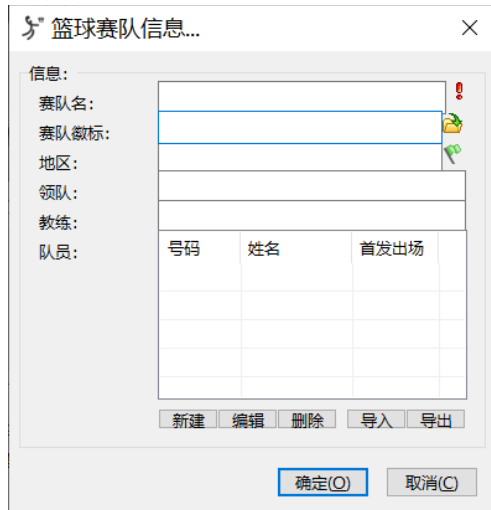 篮球赛队信息...
信息:
赛队名:
赛队徽标:
地区:
领队:
教练:
队员:
号码 姓名 首发出场
新建 编辑 删除 导入 导出
确定(O) 取消(C)